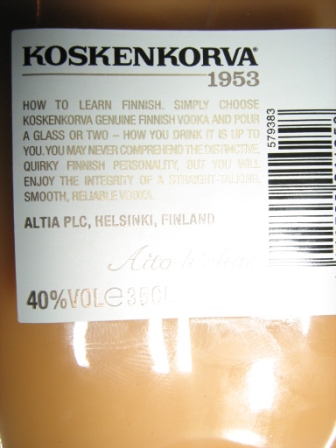 KOSKENKORVA
1953
HOW TO LEARN FINNISH. SIMPLY CHOOSE
KOSKENKORVA GENUINE FINNISH VODKA AND POUR
A GLASS OR TWO – HOW YOU DRINK IT IS UP TO
YOU. YOU MAY NEVER COMPREHEND THE DISTINCTIVE,
QUIRKY FINNISH PERSONALITY, BUT YOU WILL
ENJOY THE INTEGRITY OF A STRAIGHT-TALKING,
SMOOTH, RELIABLE VODKA.
ALTIA PLC, HELSINKI, FINLAND
Aito
40%VOL℮35CL
579383